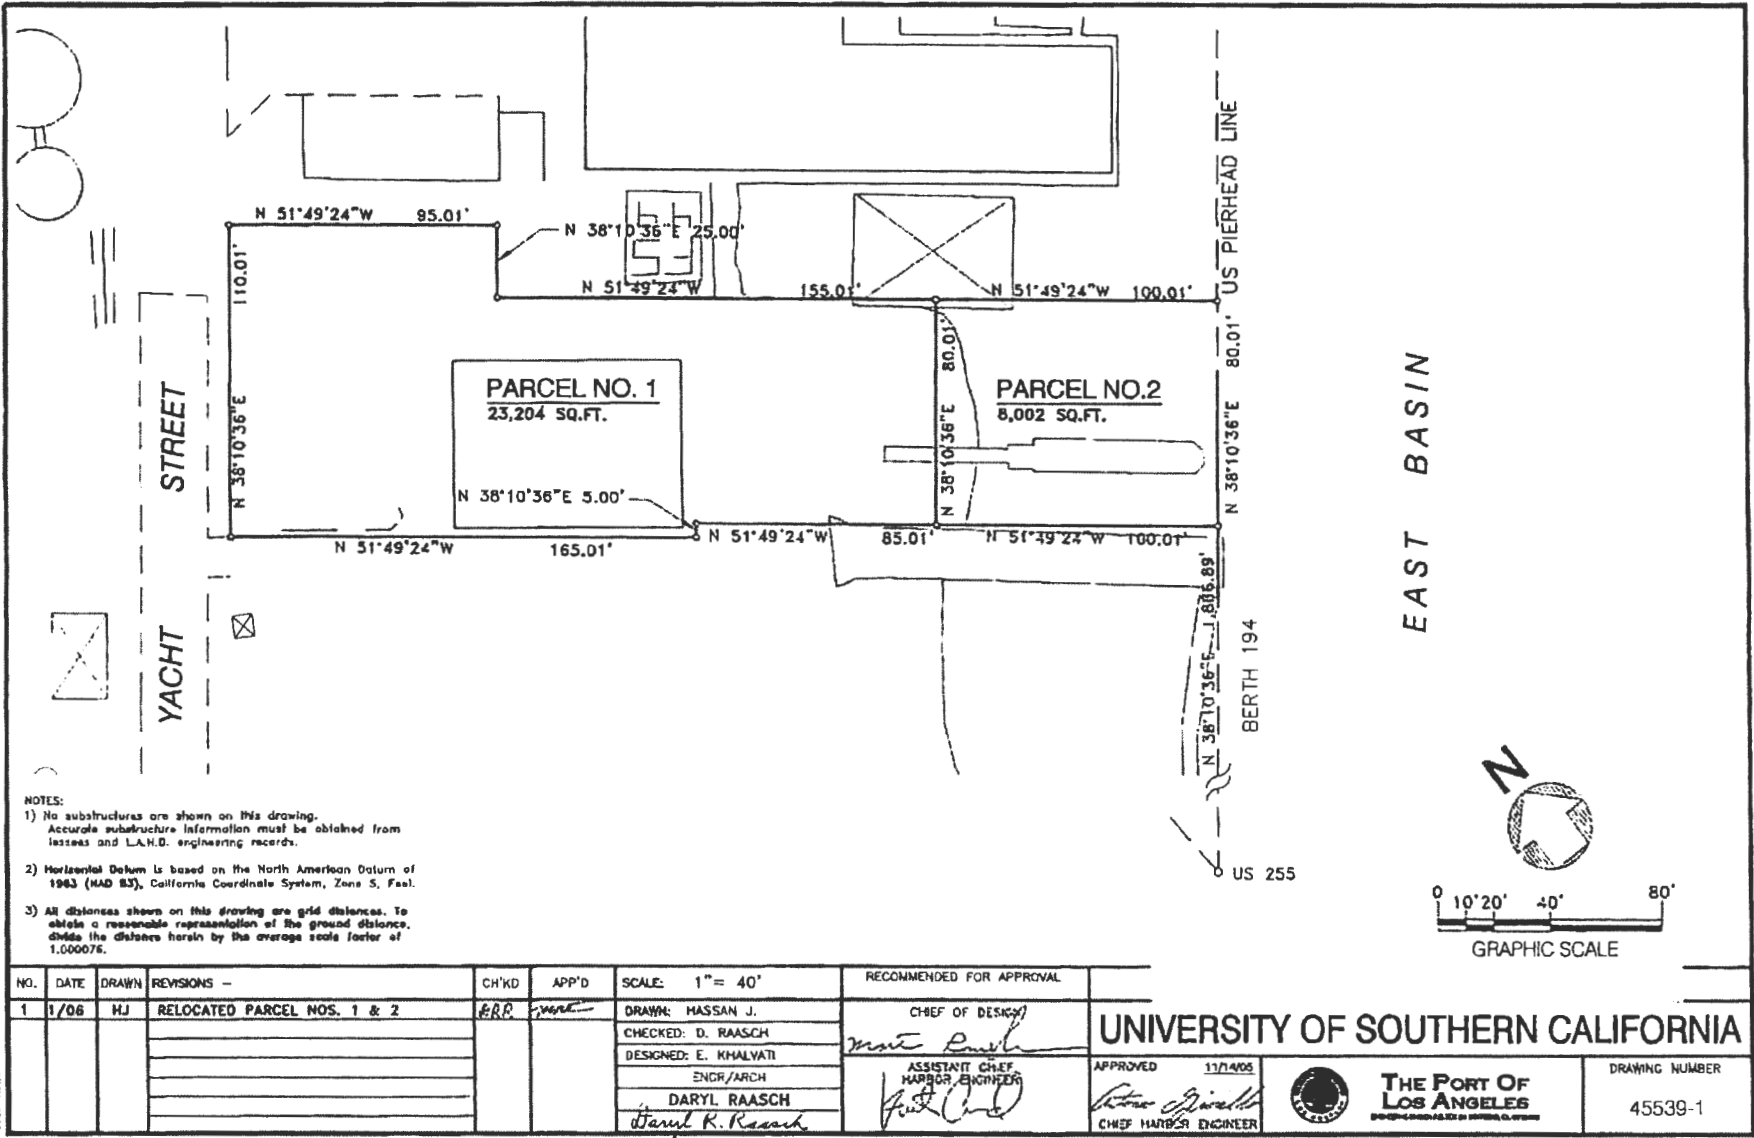 N 51°49'24"W 95.01'
N 38°10'36"E 25.00'
110.01'
N 38°10'36"E
N 51°49'24"W 155.01'
N 51°49'24"W 100.01'
US PIERHEAD LINE
80.01'
N 38°10'36"E
80.01'
N 38°10'36"E
PARCEL NO. 1
23,204 SQ.FT.
PARCEL NO.2
8,002 SQ.FT.
N 38°10'36"E 5.00'
N 51°49'24"W 165.01'
N 51°49'24"W 85.01'
N 51°49'24"W 100.01'
N 38°10'36"E 1,886.89'
YACHT STREET
EAST BASIN
BERTH 194
US 255
N
0 10' 20' 40' 80'
GRAPHIC SCALE
NOTES:
1) No substructures are shown on this drawing.
Accurate substructure information must be obtained from
lessees and L.A.H.D. engineering records.
2) Horizontal Datum is based on the North American Datum of
1983 (NAD 83), California Coordinate System, Zone 5, Feet.
3) All distances shown on this drawing are grid distances. To
obtain a reasonable representation of the ground distance,
divide the distance herein by the average scale factor of
1.000076.
NO. DATE DRAWN REVISIONS – CH'KD APP'D
1 1/06 HJ RELOCATED PARCEL NOS. 1 & 2
SCALE: 1"= 40'
DRAWN: HASSAN J.
CHECKED: D. RAASCH
DESIGNED: E. KHALVATI
ENGR/ARCH
DARYL RAASCH
Daryl R. Raasch
RECOMMENDED FOR APPROVAL
CHIEF OF DESIGN
ASSISTANT CHIEF
HARBOR ENGINEER
UNIVERSITY OF SOUTHERN CALIFORNIA
APPROVED 11/14/05
CHIEF HARBOR ENGINEER
THE PORT OF
LOS ANGELES
DRAWING NUMBER
45539-1